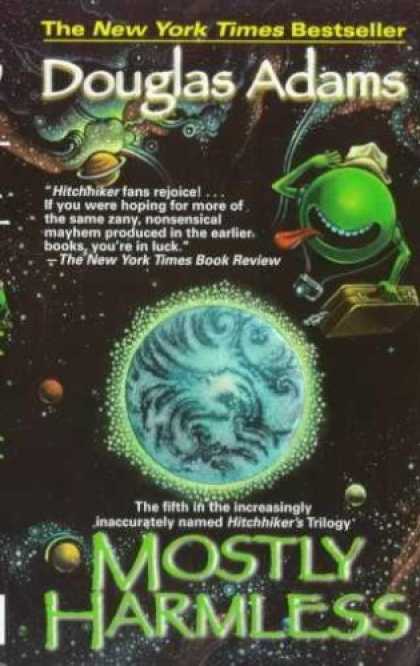 The New York Times Bestseller
Douglas Adams
"Hitchhiker fans rejoice! . . .
If you were hoping for more of
the same zany, nonsensical
mayhem produced in the earlier
books, you're in luck."
—The New York Times Book Review
The fifth in the increasingly
inaccurately named Hitchhiker's Trilogy
MOSTLY
HARMLESS